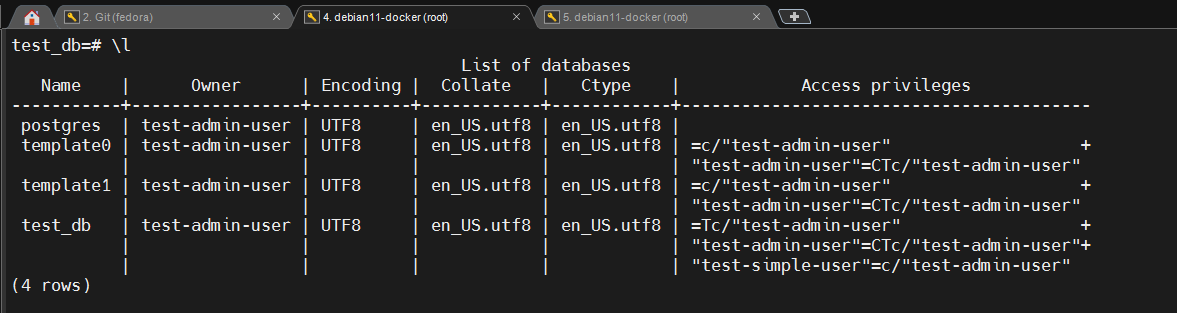 2. Git (fedora)
4. debian11-docker (root)
5. debian11-docker (root)
test_db=# \l
                                             List of databases
   Name    |      Owner      | Encoding |  Collate   |   Ctype    |            Access privileges
-----------+-----------------+----------+------------+------------+-----------------------------------------
 postgres  | test-admin-user | UTF8     | en_US.utf8 | en_US.utf8 |
 template0 | test-admin-user | UTF8     | en_US.utf8 | en_US.utf8 | =c/"test-admin-user"                   +
           |                 |          |            |            | "test-admin-user"=CTc/"test-admin-user"
 template1 | test-admin-user | UTF8     | en_US.utf8 | en_US.utf8 | =c/"test-admin-user"                   +
           |                 |          |            |            | "test-admin-user"=CTc/"test-admin-user"
 test_db   | test-admin-user | UTF8     | en_US.utf8 | en_US.utf8 | =Tc/"test-admin-user"                  +
           |                 |          |            |            | "test-admin-user"=CTc/"test-admin-user"+
           |                 |          |            |            | "test-simple-user"=c/"test-admin-user"
(4 rows)